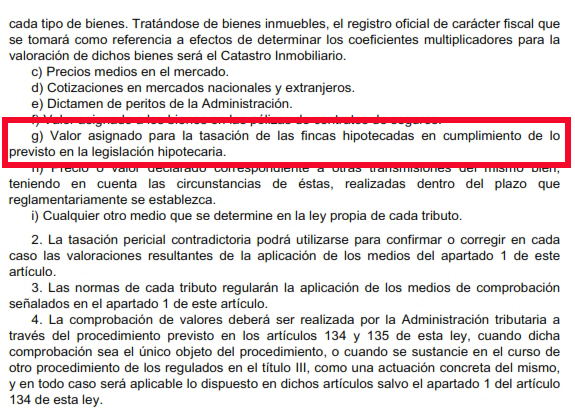 cada tipo de bienes. Tratándose de bienes inmuebles, el registro oficial de carácter fiscal que
se tomará como referencia a efectos de determinar los coeficientes multiplicadores para la
valoración de dichos bienes será el Catastro Inmobiliario.
c) Precios medios en el mercado.
d) Cotizaciones en mercados nacionales y extranjeros.
e) Dictamen de peritos de la Administración.
f) Valor asignado a los bienes en las pólizas de contratos de seguros.
g) Valor asignado para la tasación de las fincas hipotecadas en cumplimiento de lo
previsto en la legislación hipotecaria.
h) Precio o valor declarado correspondiente a otras transmisiones del mismo bien,
teniendo en cuenta las circunstancias de éstas, realizadas dentro del plazo que
reglamentariamente se establezca.
i) Cualquier otro medio que se determine en la ley propia de cada tributo.
2. La tasación pericial contradictoria podrá utilizarse para confirmar o corregir en cada
caso las valoraciones resultantes de la aplicación de los medios del apartado 1 de este
artículo.
3. Las normas de cada tributo regularán la aplicación de los medios de comprobación
señalados en el apartado 1 de este artículo.
4. La comprobación de valores deberá ser realizada por la Administración tributaria a
través del procedimiento previsto en los artículos 134 y 135 de esta ley, cuando dicha
comprobación sea el único objeto del procedimiento, o cuando se sustancie en el curso de
otro procedimiento de los regulados en el título III, como una actuación concreta del mismo,
y en todo caso será aplicable lo dispuesto en dichos artículos salvo el apartado 1 del artículo
134 de esta ley.